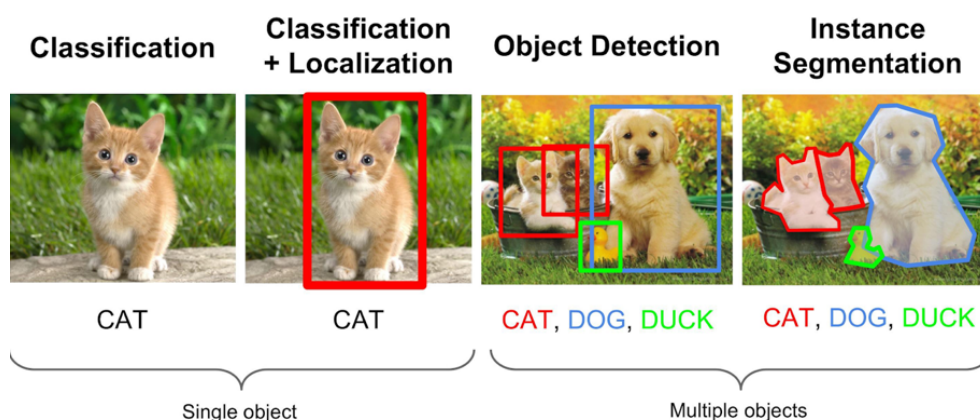 Classification
Classification
+ Localization
Object Detection
Instance
Segmentation
CAT
CAT
CAT, DOG, DUCK
CAT, DOG, DUCK
Single object
Multiple objects